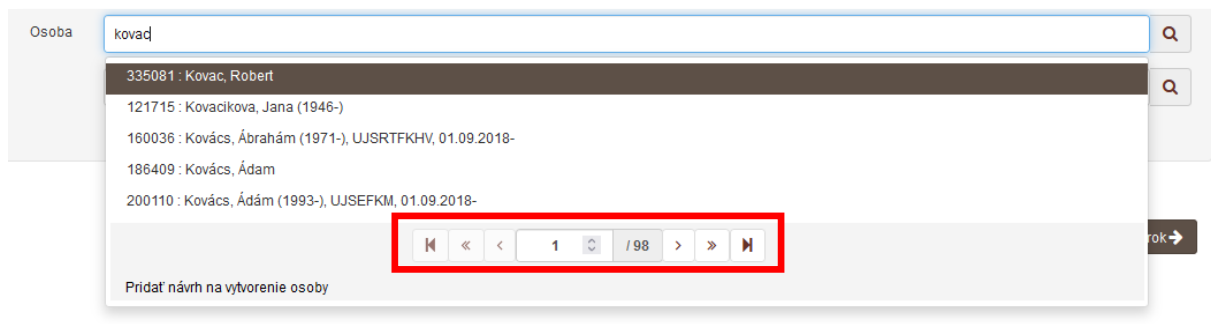 Osoba
kovac
335081 : Kovac, Robert
121715 : Kovacikova, Jana (1946-)
160036 : Kovács, Ábrahám (1971-), UJSRTFKHV, 01.09.2018-
186409 : Kovács, Ádam
200110 : Kovács, Ádám (1993-), UJSEFKM, 01.09.2018-
1 / 98
rok
Pridať návrh na vytvorenie osoby